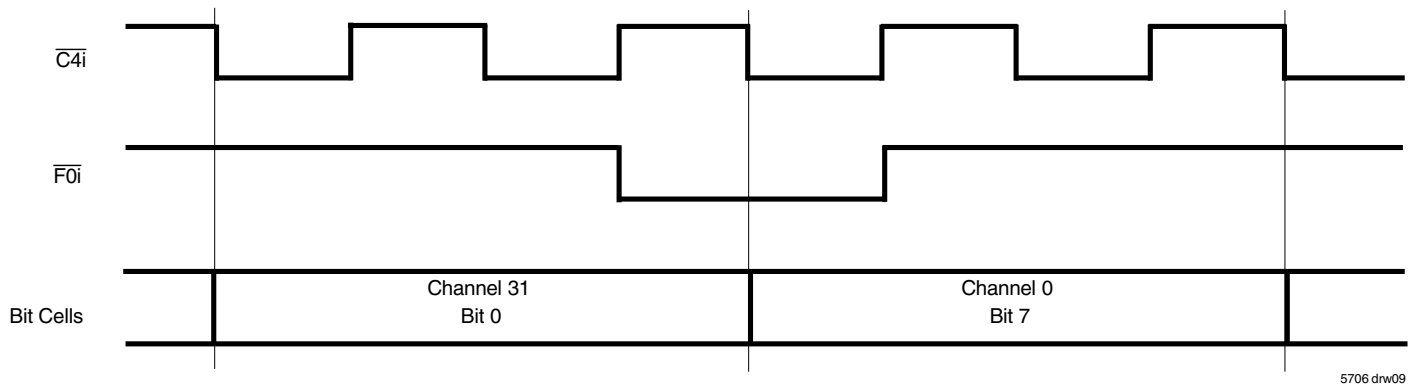 C4i
F0i
Channel 31
Channel 0
Bit Cells
Bit 0
Bit 7
5706 drw09